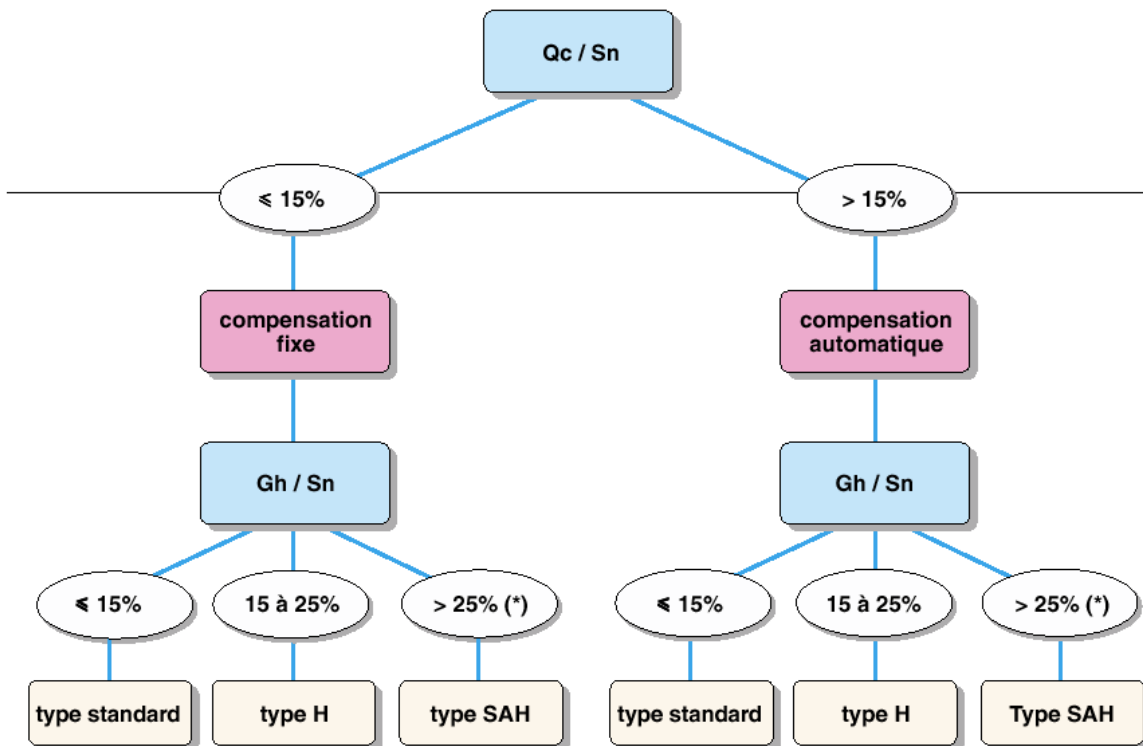 Qc / Sn
⩽ 15%
> 15%
compensation
fixe
compensation
automatique
Gh / Sn
Gh / Sn
⩽ 15%
15 à 25%
> 25% (*)
⩽ 15%
15 à 25%
> 25% (*)
type standard
type H
type SAH
type standard
type H
Type SAH